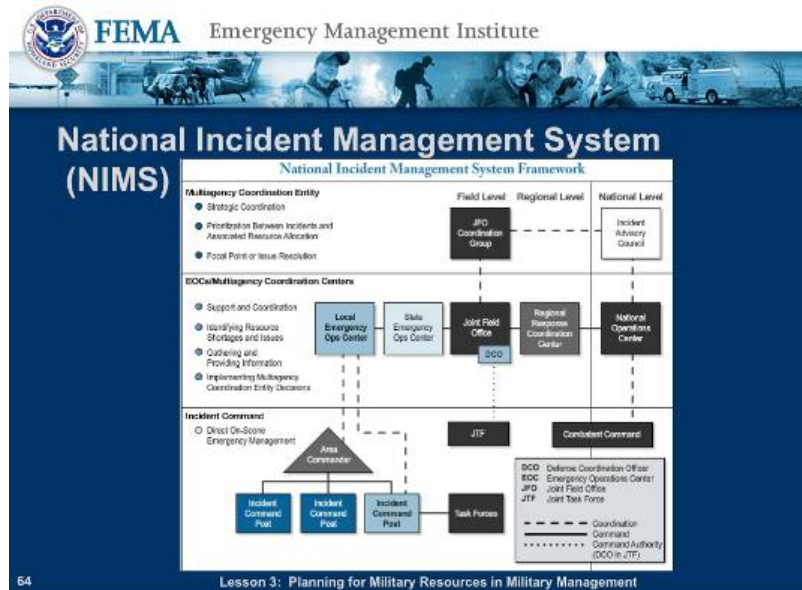 FEMA Emergency Management Institute
National Incident Management System
(NIMS)
National Incident Management System Framework
Multiagency Coordination Entity
Strategic Coordination
Prioritization Between Incidents and
Associated Resource Allocation
Focal Point or Issue Resolution
Field Level Regional Level National Level
JFO
Coordination
Group
Incident
Advisory
Council
EOCs/Multiagency Coordination Centers
Support and Coordination
Identifying Resource
Shortages and Issues
Gathering and
Providing Information
Implementing Multiagency
Coordination Entity Decisions
Local
Emergency
Ops Center
State
Emergency
Ops Center
Joint Field
Office
DCO
Regional
Response
Coordination
Center
National
Operations
Center
Incident Command
Direct On-Scene
Emergency Management
Area
Commander
Incident
Command
Post
Incident
Command
Post
Incident
Command
Post
Task Forces
JTF
Combatant Command
DCO Defense Coordination Officer
EOC Emergency Operations Center
JFO Joint Field Office
JTF Joint Task Force
Coordination
Command
Command Authority
(DCO in JTF)
64
Lesson 3: Planning for Military Resources in Military Management